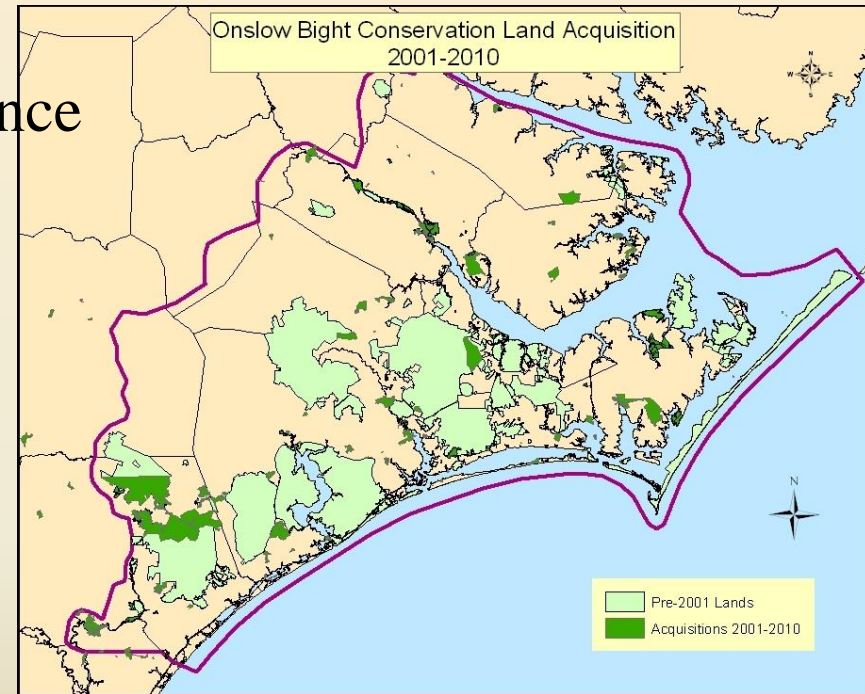 Onslow Bight Conservation Land Acquisition
2001-2010
nce
N
W
E
S
N
Pre-2001 Lands
Acquisitions 2001-2010